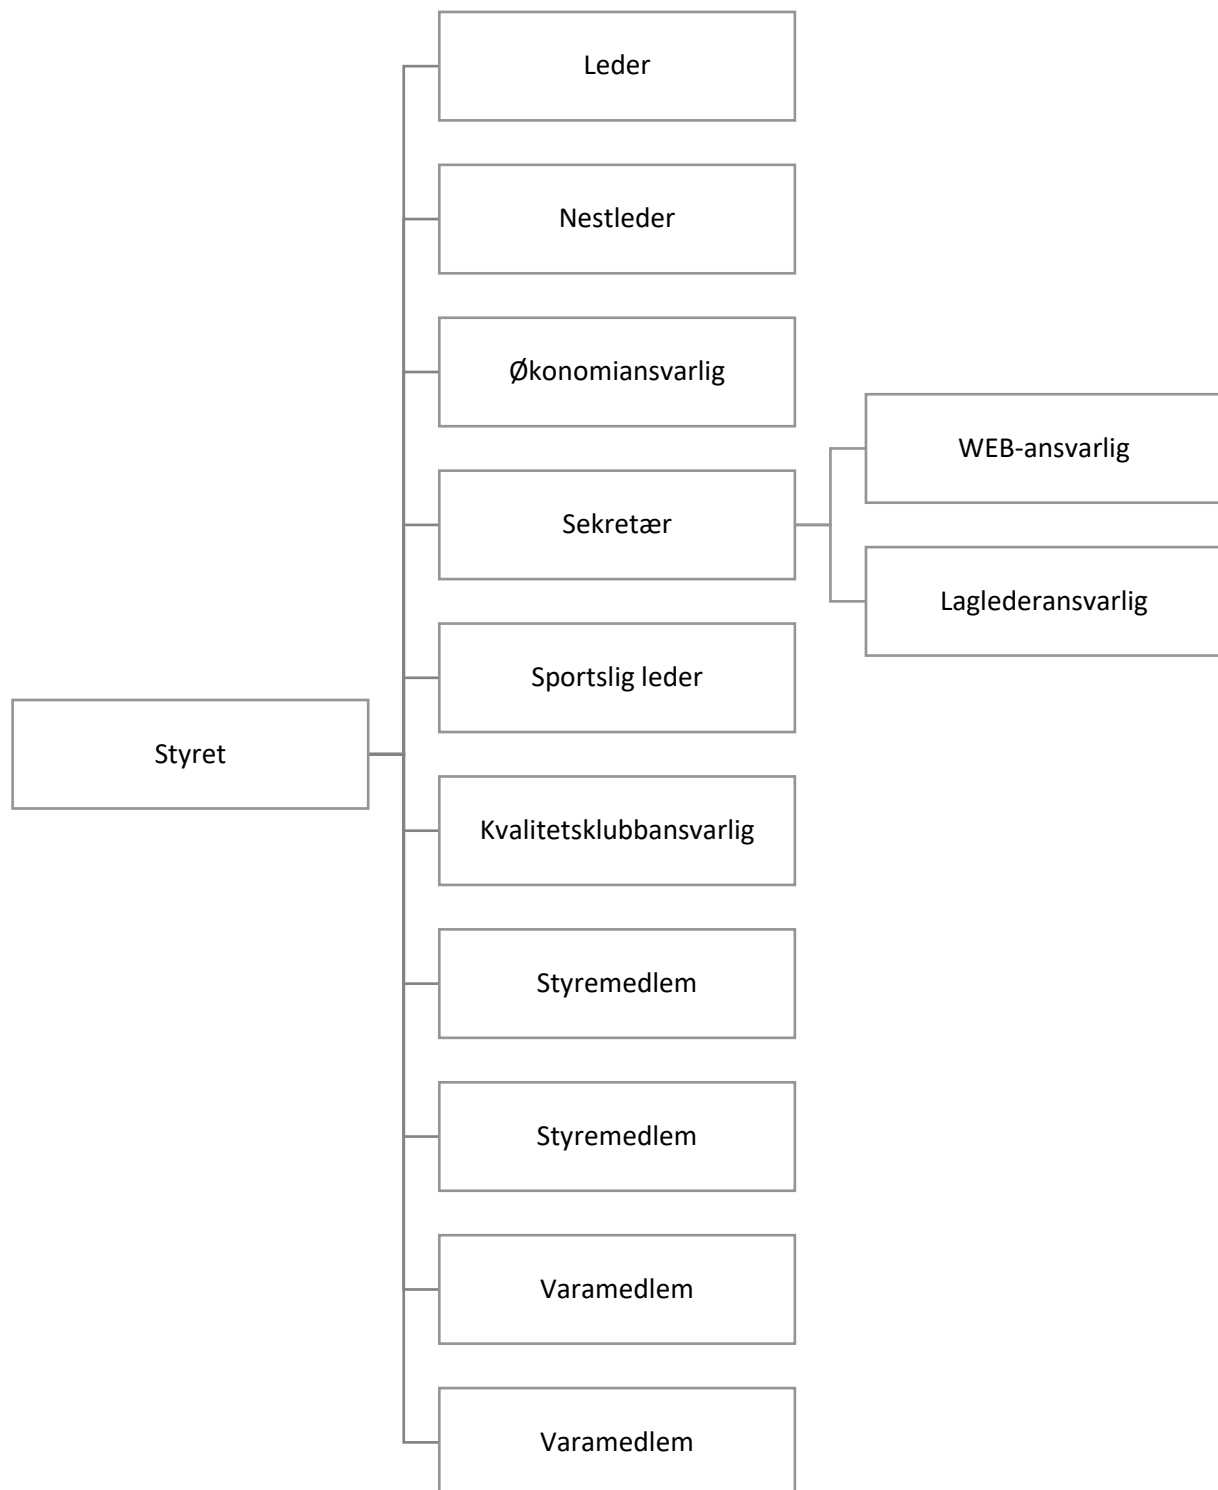 Leder
Nestleder
Økonomiansvarlig
WEB-ansvarlig
Sekretær
Laglederansvarlig
Sportslig leder
Styret
Kvalitetsklubbansvarlig
Styremedlem
Styremedlem
Varamedlem
Varamedlem